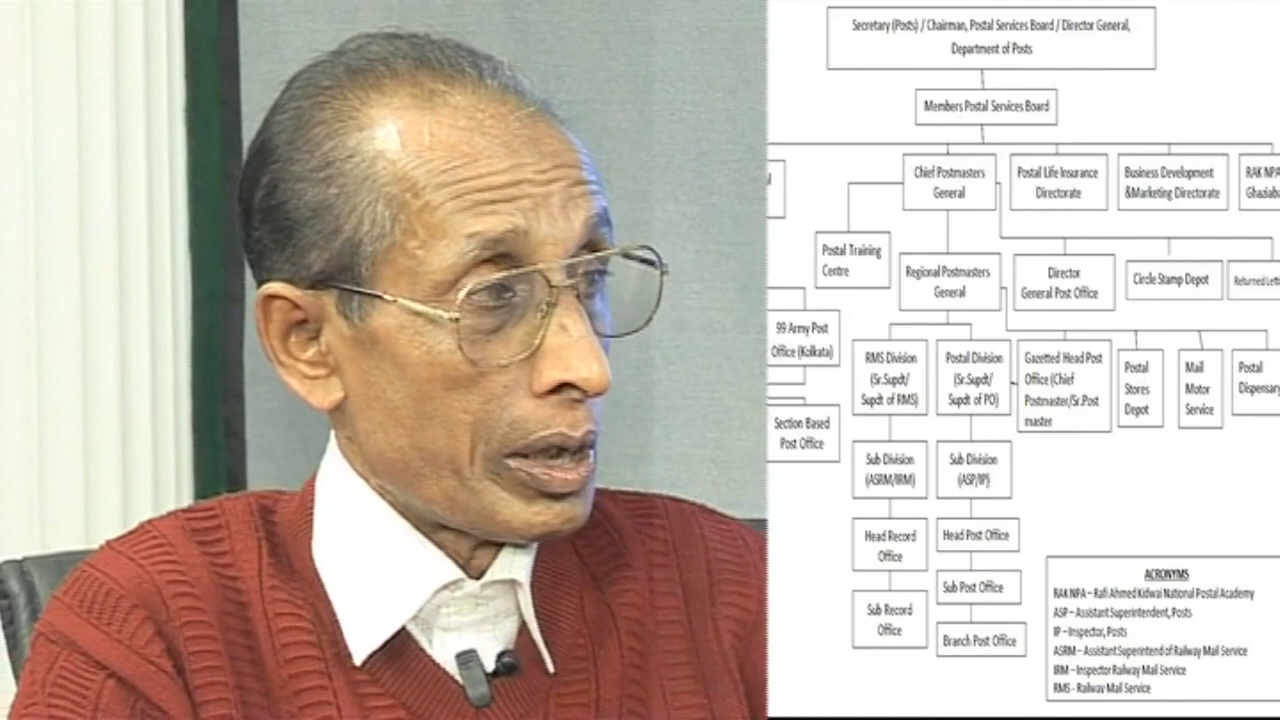 Secretary (Posts) / Chairman, Postal Services Board / Director General,
Department of Posts
Members Postal Services Board
Chief Postmasters
General
Postal Life Insurance
Directorate
Business Development
&Marketing Directorate
RAK NPA
Postal Training
Centre
Regional Postmasters
General
Director
General Post Office
Circle Stamp Depot
Returned
99 Army Post
Office (Kolkata)
RMS Division
(Sr.Supdt/
Supdt of RMS)
Postal Division
(Sr.Supdt/
Supdt of PO)
Gazetted Head Post
Office (Chief
Postmaster/Sr.Post
master
Postal
Stores
Depot
Mail
Motor
Service
Postal
Dispensary
Section Based
Post Office
Sub Division
(ASRM/IRM)
Sub Division
(ASP/IP)
Head Record
Office
Head Post Office
Sub Post Office
Sub Record
Office
Branch Post Office
ACRONYMS
RAK NPA – Rafi Ahmed Kidwai National Postal Academy
ASP – Assistant Superintendent, Posts
IP – Inspector, Posts
ASRM – Assistant Superintend of Railway Mail Service
IRM – Inspector Railway Mail Service
RMS - Railway Mail Service